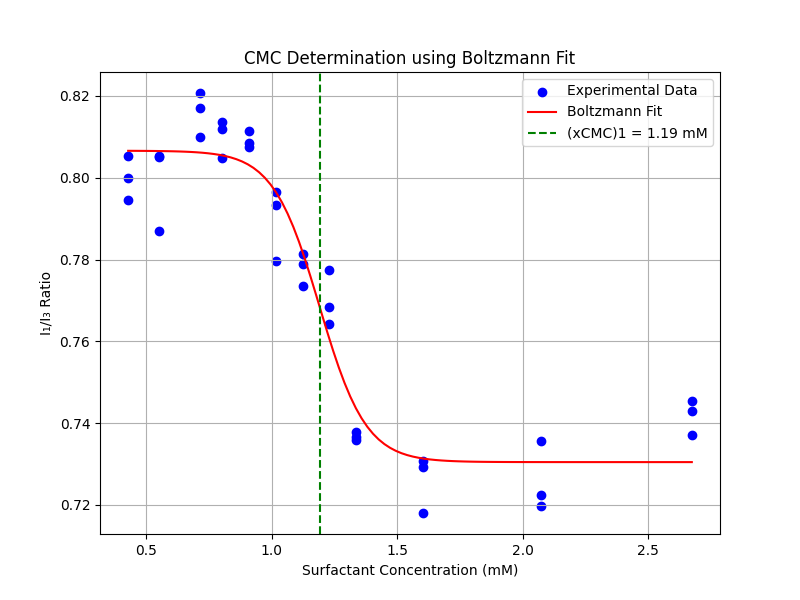 CMC Determination using Boltzmann Fit
Experimental Data
Boltzmann Fit
(xCMC)1 = 1.19 mM
I₁/I₃ Ratio
0.82
0.80
0.78
0.76
0.74
0.72
0.5
1.0
1.5
2.0
2.5
Surfactant Concentration (mM)